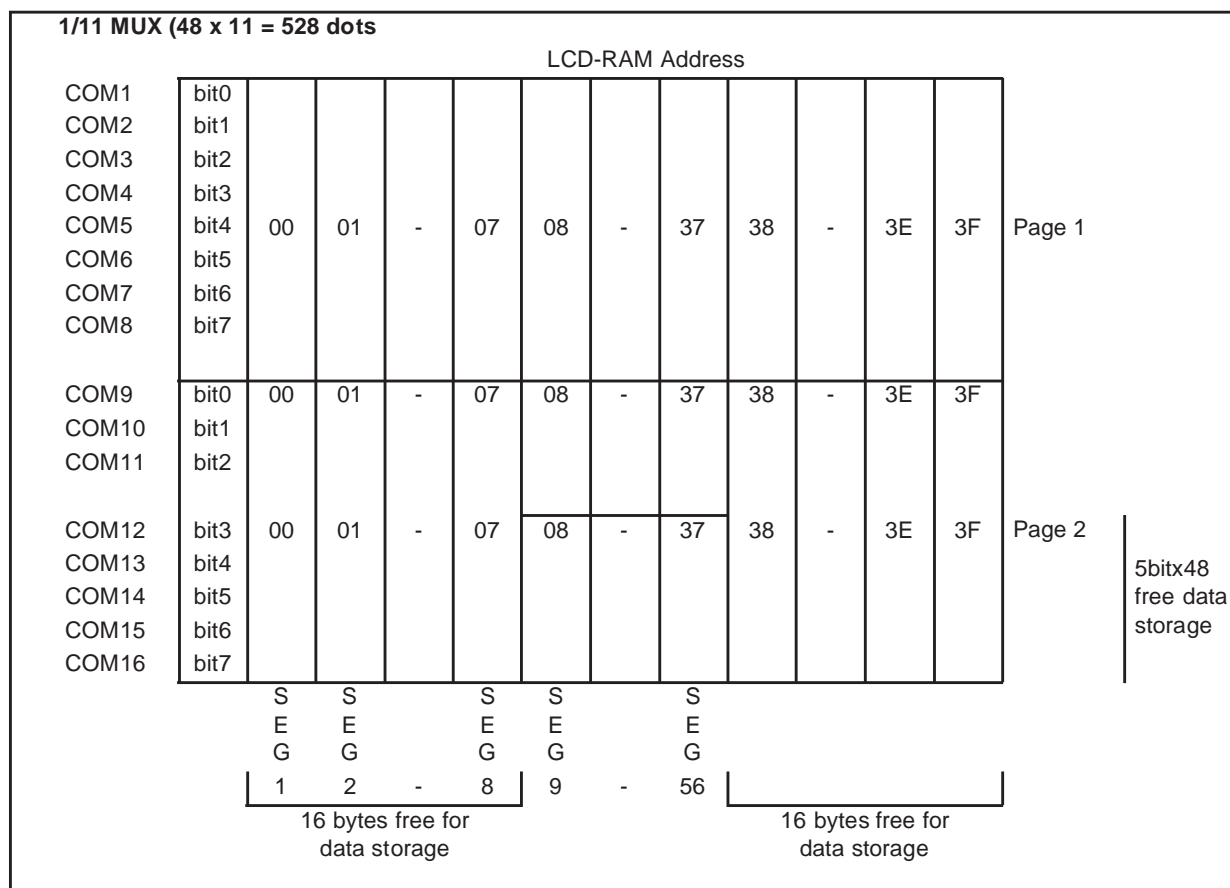 1/11 MUX (48 x 11 = 528 dots
LCD-RAM Address
COM1 bit0
COM2 bit1
COM3 bit2
COM4 bit3
COM5 bit4 00 01 - 07 08 - 37 38 - 3E 3F Page 1
COM6 bit5
COM7 bit6
COM8 bit7
COM9 bit0 00 01 - 07 08 - 37 38 - 3E 3F
COM10 bit1
COM11 bit2
COM12 bit3 00 01 - 07 08 - 37 38 - 3E 3F Page 2
COM13 bit4
COM14 bit5
COM15 bit6
COM16 bit7
5bitx48
free data
storage
S S S S S
E E E E E
G G G G G
1 2 - 8 9 - 56
16 bytes free for
data storage
16 bytes free for
data storage